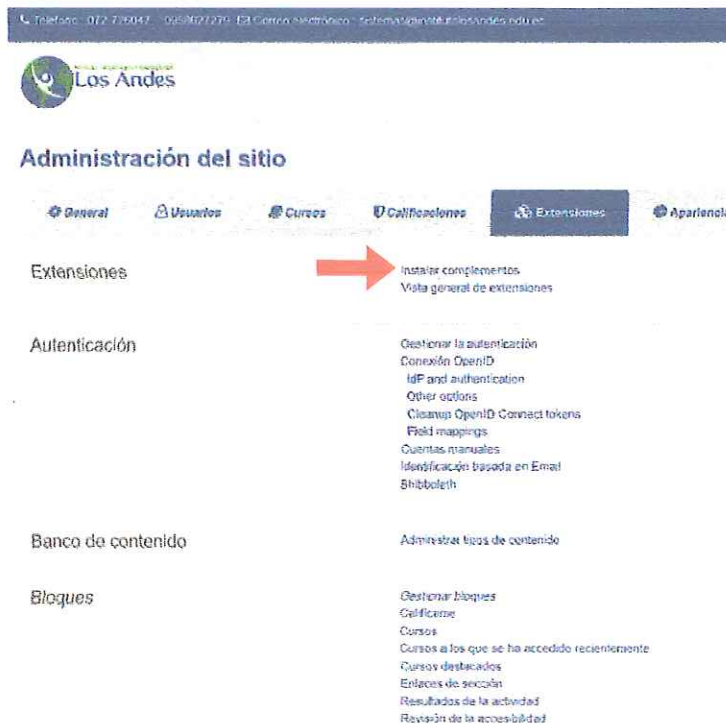 Teléfono : 072-726047 - 0958627279 Correo electrónico : sistemas@institutolosandes.edu.ec
Los Andes
Administración del sitio
General Usuarios Cursos Calificaciones Extensiones Apariencia
Extensiones
Instalar complementos
Vista general de extensiones
Autenticación
Gestionar la autenticación
Conexión OpenID
IdP and authentication
Other options
Cleanup OpenID Connect tokens
Field mappings
Cuentas manuales
Identificación basada en Email
Shibboleth
Banco de contenido
Administrar tipos de contenido
Bloques
Gestionar bloques
Calificarme
Cursos
Cursos a los que se ha accedido recientemente
Cursos destacados
Enlaces de sección
Resultados de la actividad
Revisión de la accesibilidad